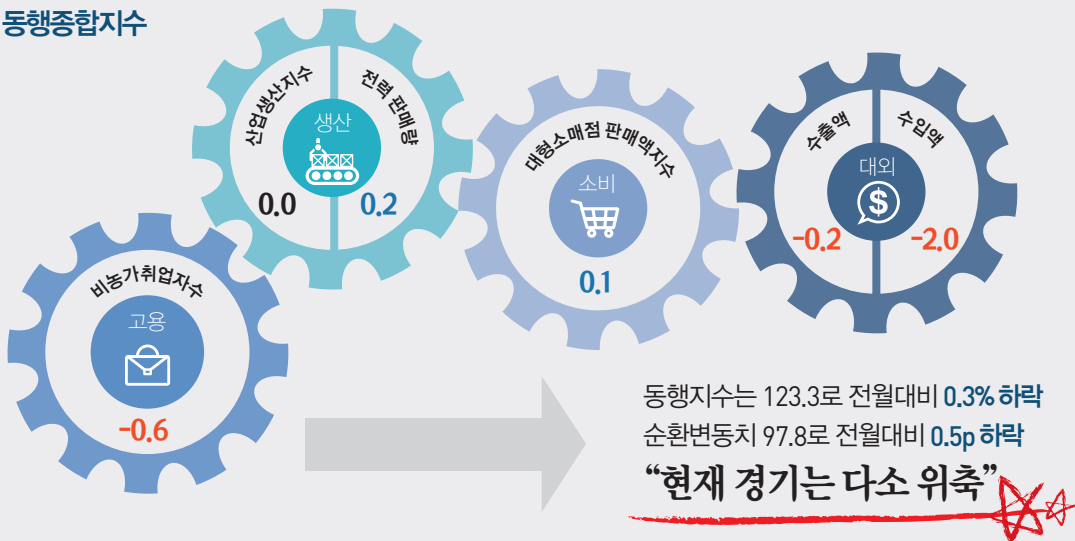 동행종합지수
산업생산지수
전력 판매량
생산
0.0
0.2
대형소매점 판매액지수
소비
0.1
수출액
수입액
대외
$
-0.2
-2.0
비농가취업자수
고용
-0.6
동행지수는 123.3로 전월대비 0.3% 하락
순환변동치 97.8로 전월대비 0.5p 하락
“현재 경기는 다소 위축”